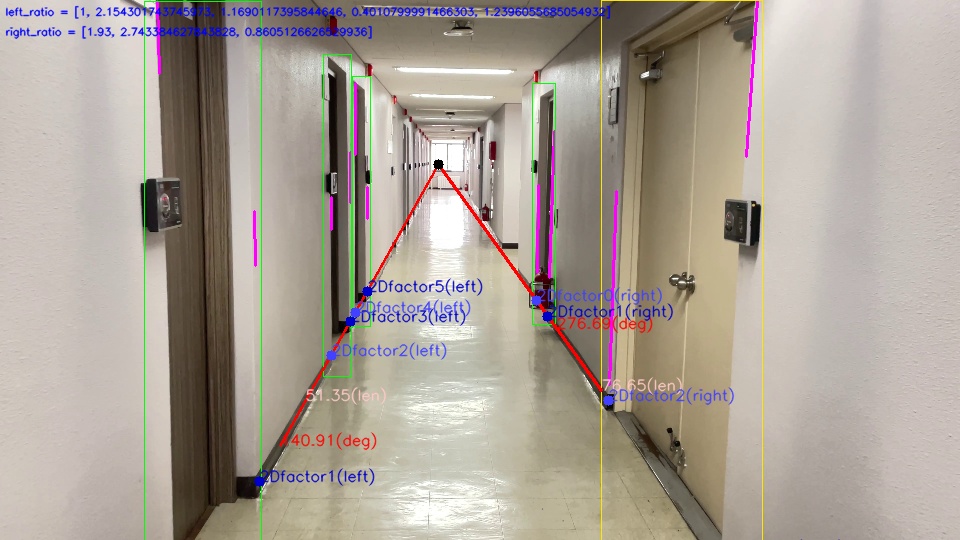 left_ratio = [1, 2.154301743745973, 1.1690117395844646, 0.4010799991466303, 1.2396055685054932]
right_ratio = [1.93, 2.743384627843828, 0.8605126626529936]
2Dfactor5(left)
2Dfactor0(right)
2Dfactor4(left)
2Dfactor1(right)
2Dfactor3(left)
276.69(deg)
2Dfactor2(left)
76.65(len)
51.35(len)
2Dfactor2(right)
40.91(deg)
2Dfactor1(left)